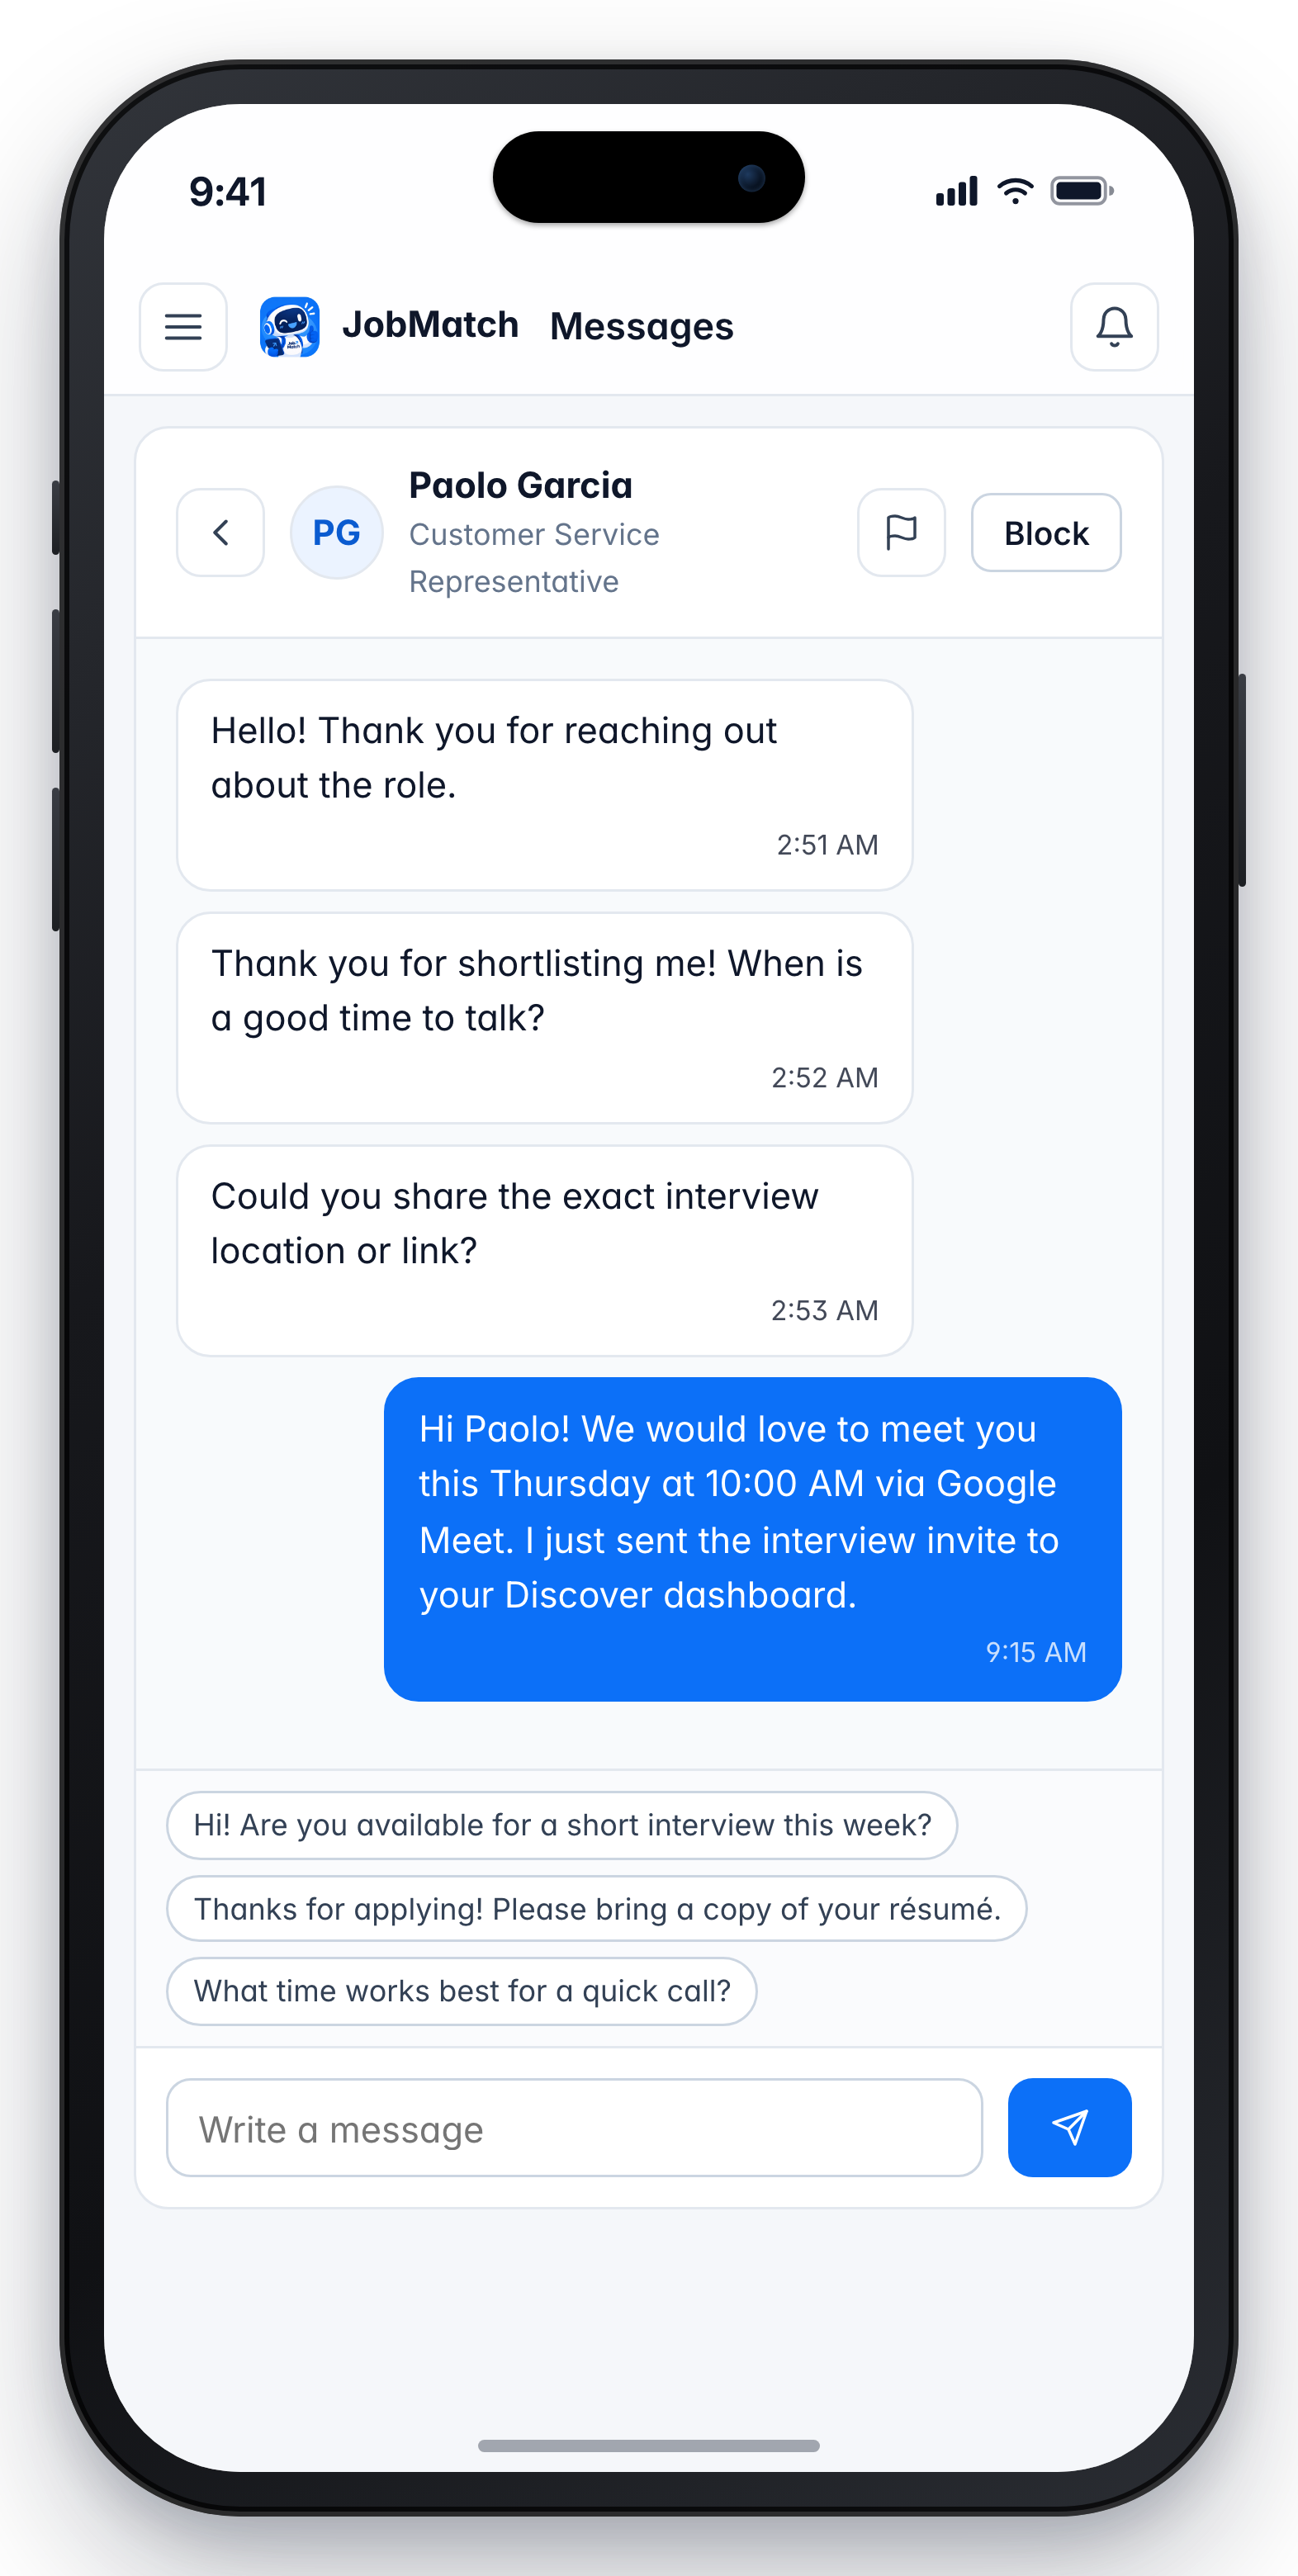 9:41
JobMatch Messages
PG
Paolo Garcia
Customer Service
Representative
Block
Hello! Thank you for reaching out
about the role.
2:51 AM
Thank you for shortlisting me! When is
a good time to talk?
2:52 AM
Could you share the exact interview
location or link?
2:53 AM
Hi Paolo! We would love to meet you
this Thursday at 10:00 AM via Google
Meet. I just sent the interview invite to
your Discover dashboard.
9:15 AM
Hi! Are you available for a short interview this week?
Thanks for applying! Please bring a copy of your résumé.
What time works best for a quick call?
Write a message